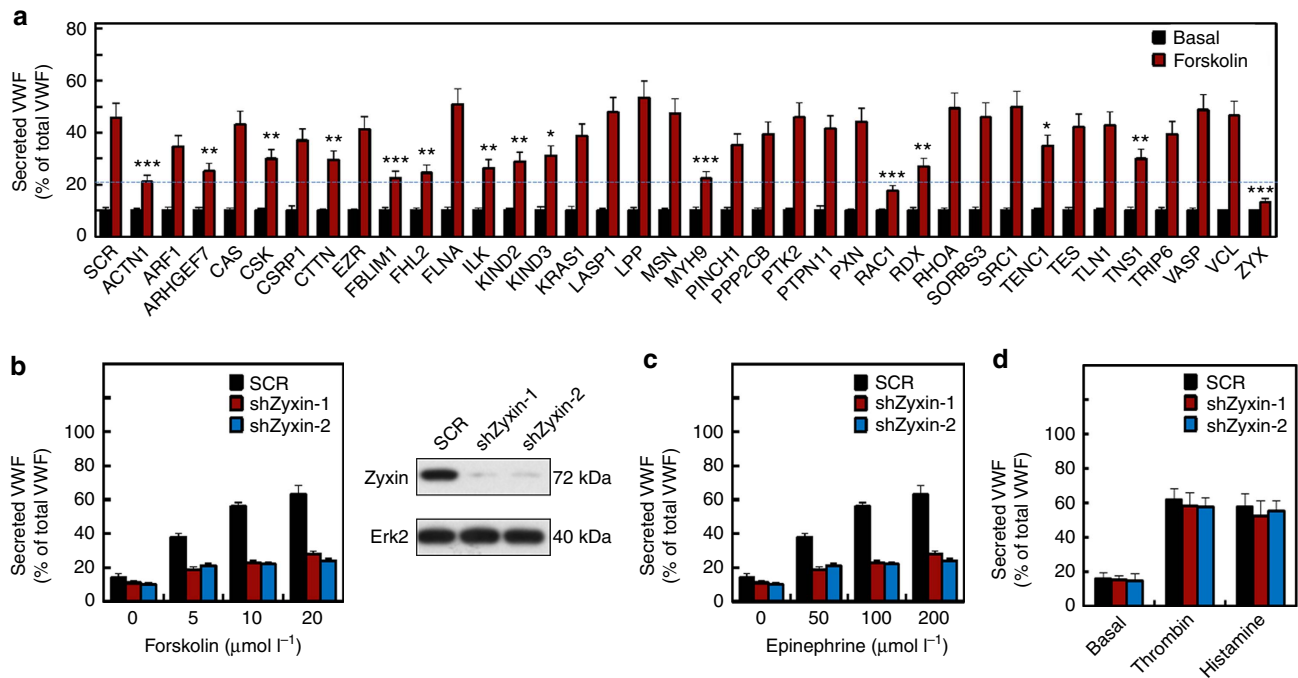 a
Secreted VWF
(% of total VWF)
80
60
40
20
0
Basal
Forskolin
*** ** ** ** *** ** ** ** * *** *** ** * ** ***
SCR ACTN1 ARF1 ARHGEF7 CAS CSK CSRP1 CTTN EZR FBLIM1 FHL2 FLNA ILK KIND2 KIND3 KRAS1 LASP1 LPP MSN MYH9 PINCH1 PPP2CB PTK2 PTPN11 PXN RAC1 RDX RHOA SORBS3 SRC1 TENC1 TES TLN1 TNS1 TRIP6 VASP VCL ZYX
b
Secreted VWF
(% of total VWF)
100
80
60
40
20
0
SCR
shZyxin-1
shZyxin-2
0 5 10 20
Forskolin (μmol l⁻¹)
SCR shZyxin-1 shZyxin-2
Zyxin 72 kDa
Erk2 40 kDa
c
Secreted VWF
(% of total VWF)
100
80
60
40
20
0
SCR
shZyxin-1
shZyxin-2
0 50 100 200
Epinephrine (μmol l⁻¹)
d
Secreted VWF
(% of total VWF)
100
80
60
40
20
0
SCR
shZyxin-1
shZyxin-2
Basal Thrombin Histamine